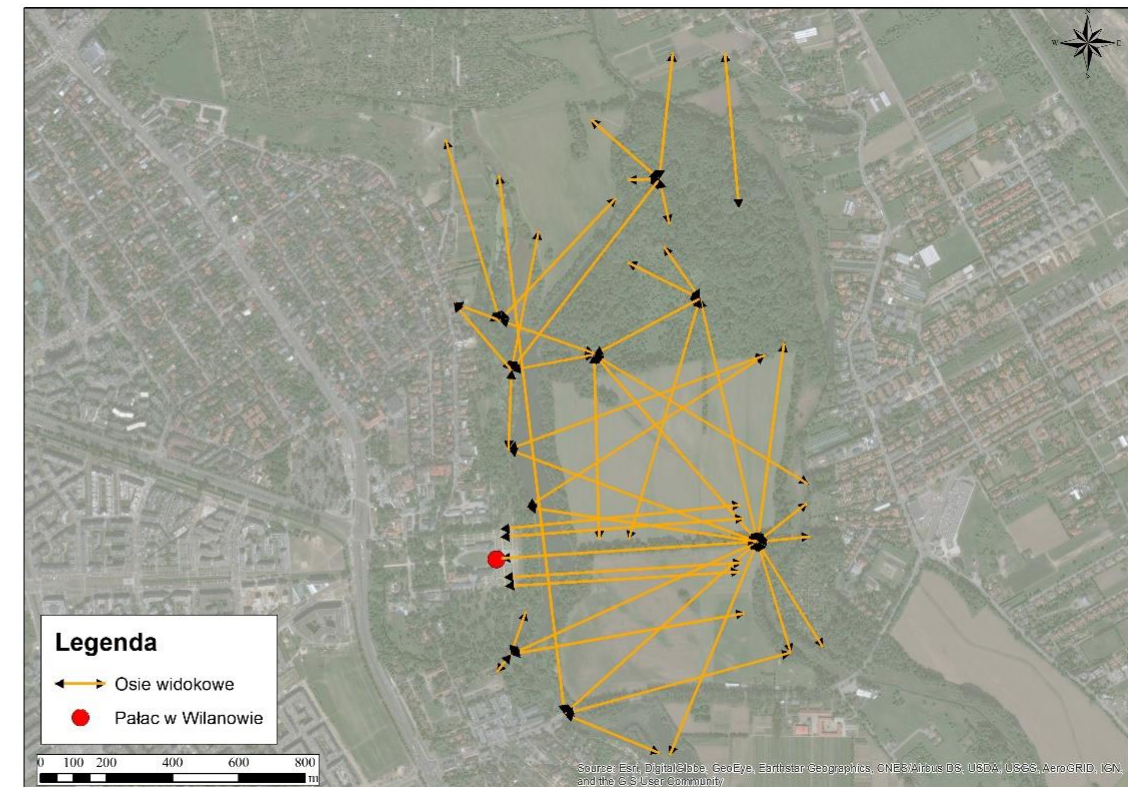 N
W E
S
Legenda
Osie widokowe
Pałac w Wilanowie
0 100 200 400 600 800
m
Source: Esri, DigitalGlobe, GeoEye, Earthstar Geographics, CNES/Airbus DS, USDA, USGS, AeroGRID, IGN,
and the GIS User Community